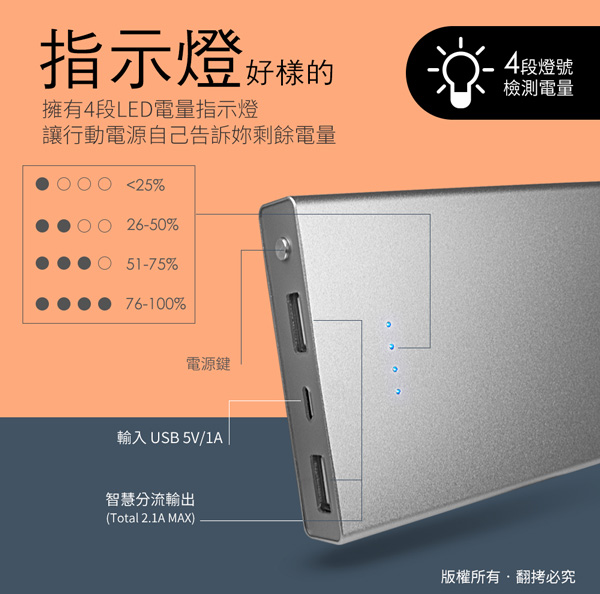 指示燈好樣的
擁有4段LED電量指示燈
讓行動電源自己告訴妳剩餘電量
4段燈號
檢測電量
<25%
26-50%
51-75%
76-100%
電源鍵
輸入 USB 5V/1A
智慧分流輸出
(Total 2.1A MAX)
版權所有．翻拷必究